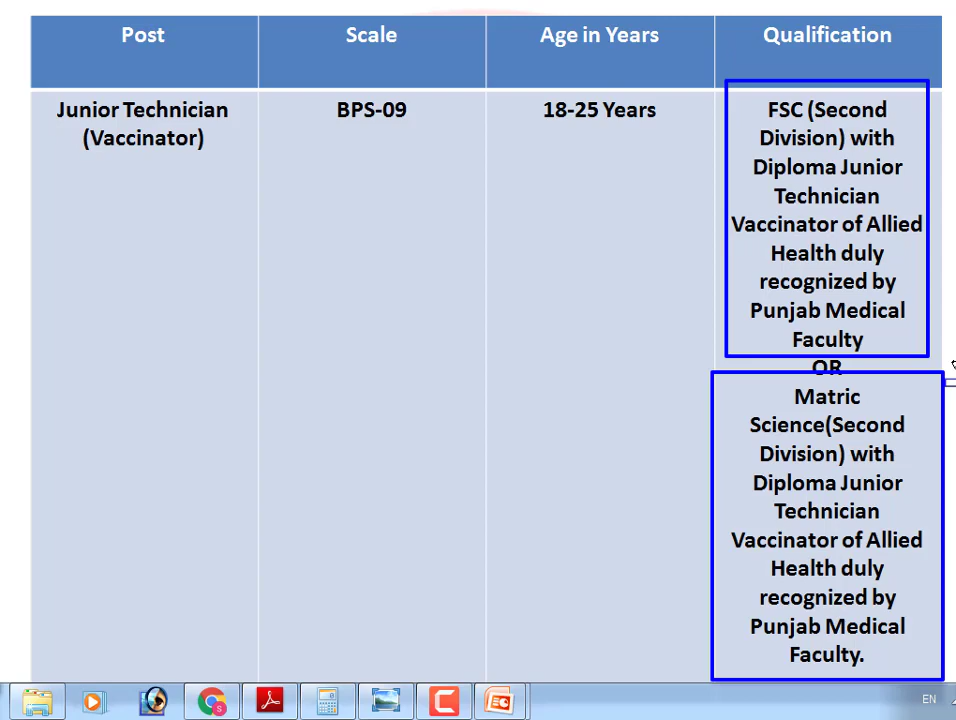 Post Scale Age in Years Qualification
Junior Technician BPS-09 18-25 Years FSC (Second
(Vaccinator) Division) with
Diploma Junior
Technician
Vaccinator of Allied
Health duly
recognized by
Punjab Medical
Faculty
OR
Matric
Science(Second
Division) with
Diploma Junior
Technician
Vaccinator of Allied
Health duly
recognized by
Punjab Medical
Faculty.
EN